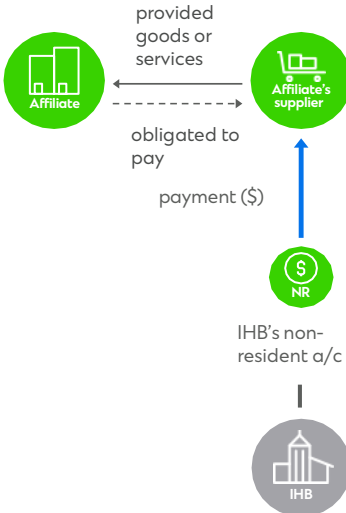 provided
goods or
services
Affiliate
Affiliate's
supplier
obligated to
pay
payment ($)
$
NR
IHB's non-
resident a/c
IHB